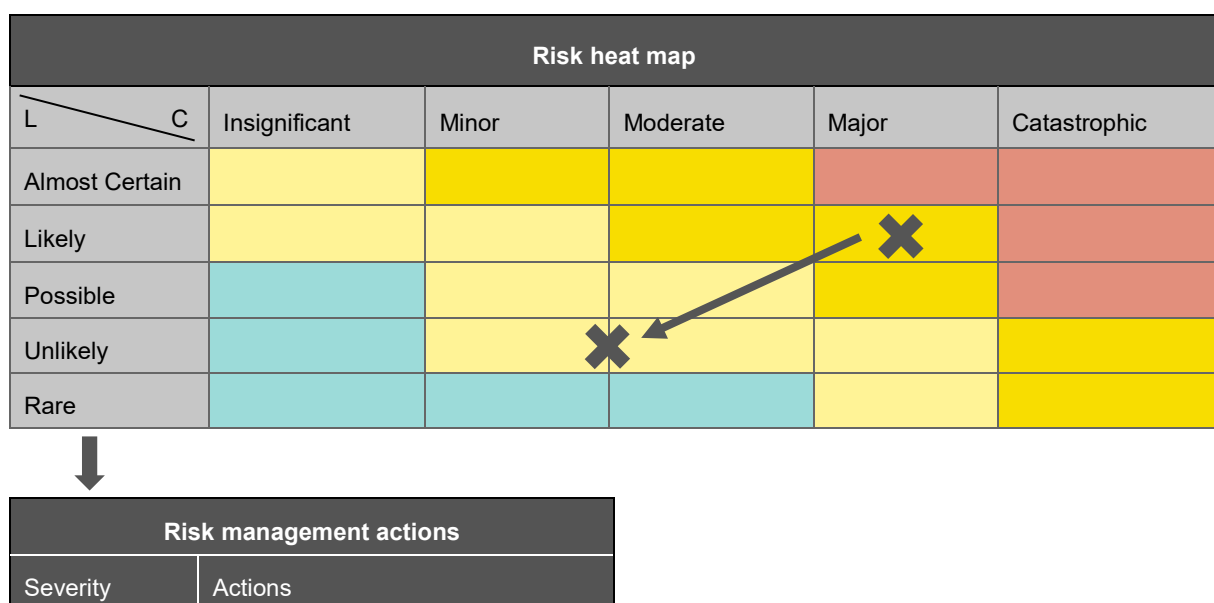 Risk heat map
L C Insignificant Minor Moderate Major Catastrophic
Almost Certain
Likely
Possible
Unlikely
Rare
Risk management actions
Severity Actions